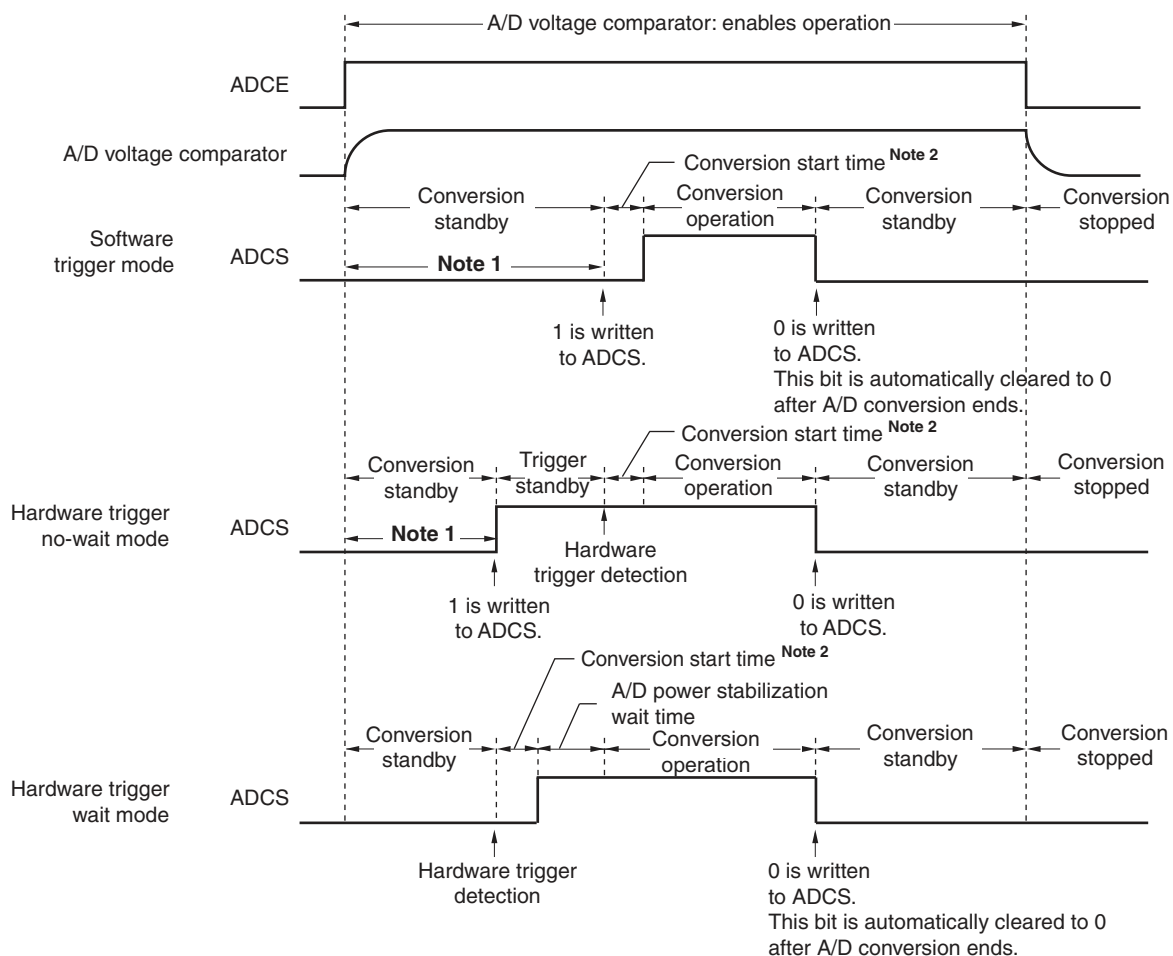 A/D voltage comparator: enables operation
ADCE
A/D voltage comparator
Conversion start time Note 2
Conversion
standby
Conversion
operation
Conversion
standby
Conversion
stopped
Software
trigger mode
ADCS
Note 1
1 is written
to ADCS.
0 is written
to ADCS.
This bit is automatically cleared to 0
after A/D conversion ends.
Conversion start time Note 2
Conversion
standby
Trigger
standby
Conversion
operation
Conversion
standby
Conversion
stopped
Hardware trigger
no-wait mode
ADCS
Note 1
Hardware
trigger detection
1 is written
to ADCS.
0 is written
to ADCS.
Conversion start time Note 2
A/D power stabilization
wait time
Conversion
standby
Conversion
operation
Conversion
standby
Conversion
stopped
Hardware trigger
wait mode
ADCS
Hardware trigger
detection
0 is written
to ADCS.
This bit is automatically cleared to 0
after A/D conversion ends.